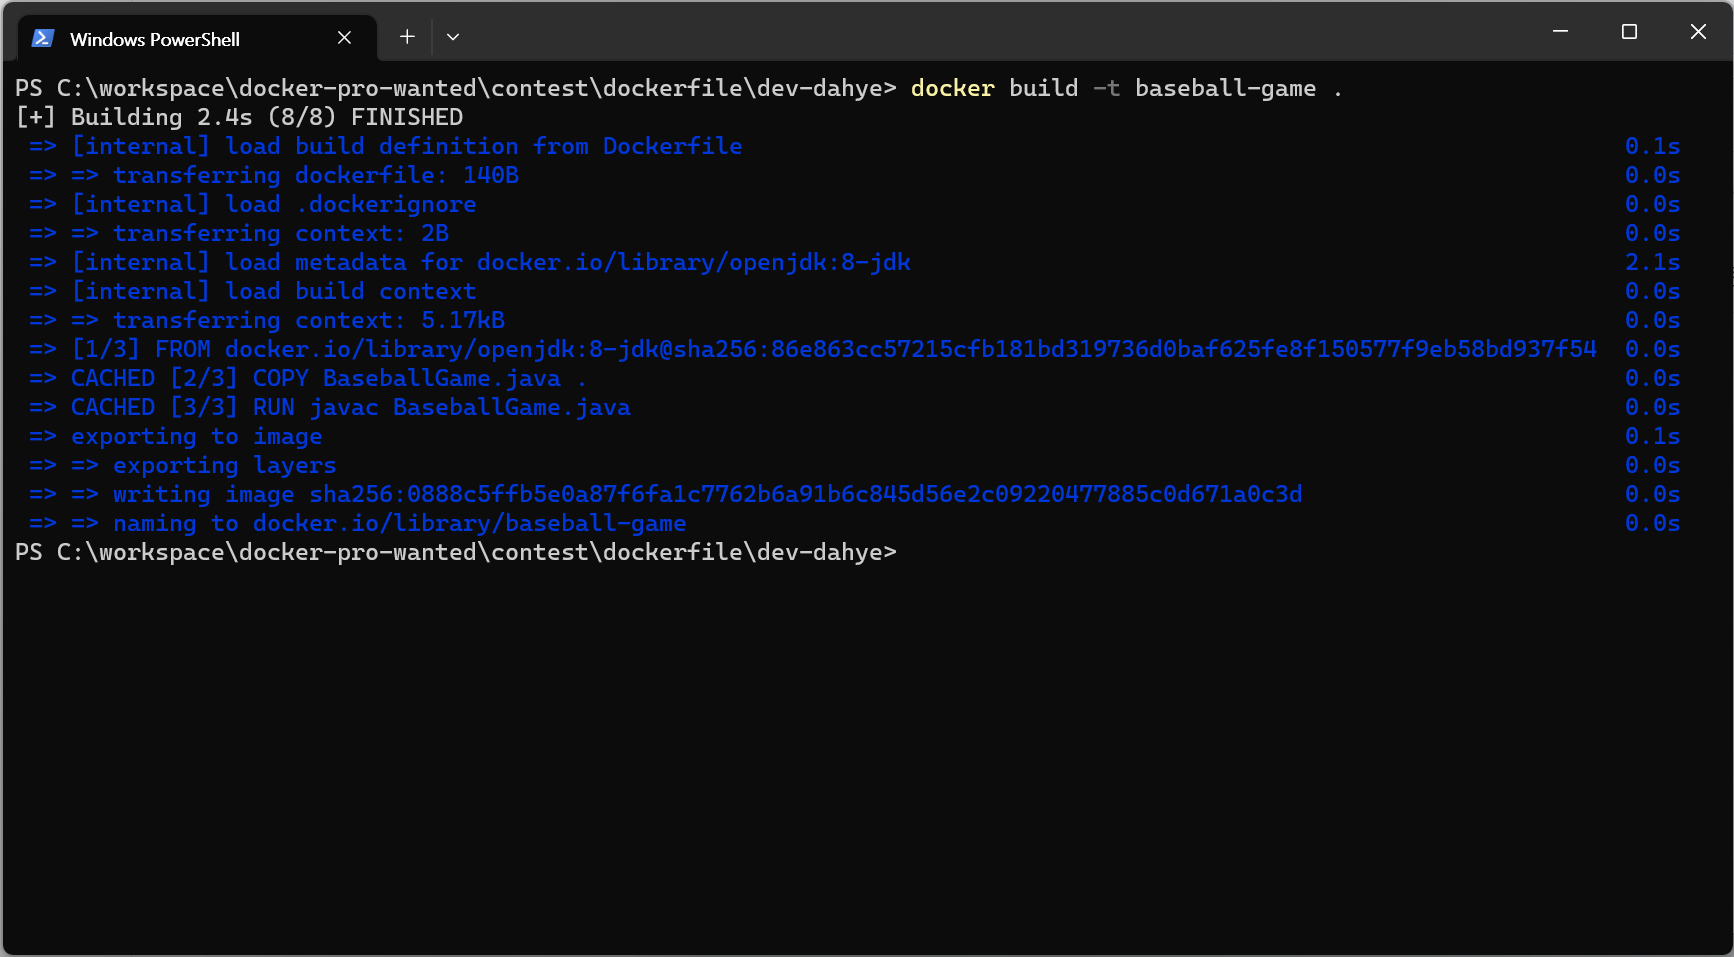 Windows PowerShell
PS C:\workspace\docker-pro-wanted\contest\dockerfile\dev-dahye> docker build -t baseball-game .
[+] Building 2.4s (8/8) FINISHED
=> [internal] load build definition from Dockerfile 0.1s
=> => transferring dockerfile: 140B 0.0s
=> [internal] load .dockerignore 0.0s
=> => transferring context: 2B 0.0s
=> [internal] load metadata for docker.io/library/openjdk:8-jdk 2.1s
=> [internal] load build context 0.0s
=> => transferring context: 5.17kB 0.0s
=> [1/3] FROM docker.io/library/openjdk:8-jdk@sha256:86e863cc57215cfb181bd319736d0baf625fe8f150577f9eb58bd937f54 0.0s
=> CACHED [2/3] COPY BaseballGame.java . 0.0s
=> CACHED [3/3] RUN javac BaseballGame.java 0.0s
=> exporting to image 0.1s
=> => exporting layers 0.0s
=> => writing image sha256:0888c5ffb5e0a87f6fa1c7762b6a91b6c845d56e2c09220477885c0d671a0c3d 0.0s
=> => naming to docker.io/library/baseball-game 0.0s
PS C:\workspace\docker-pro-wanted\contest\dockerfile\dev-dahye>